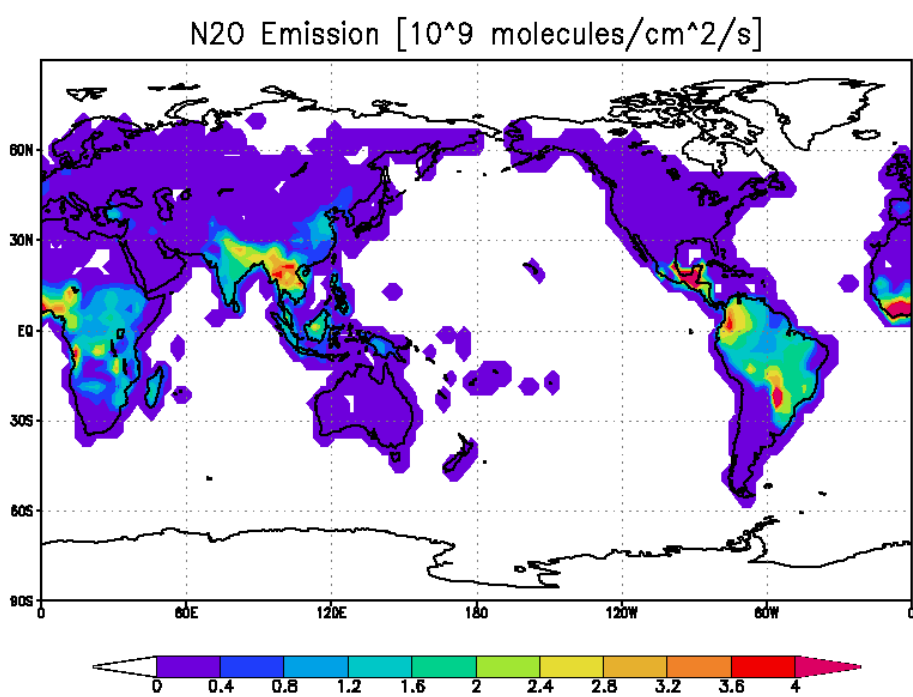 N2O Emission [10^9 molecules/cm^2/s]
60N
30N
EQ
30S
60S
90S
0 60E 120E 180 120W 60W 0
0 0.4 0.8 1.2 1.6 2 2.4 2.8 3.2 3.6 4